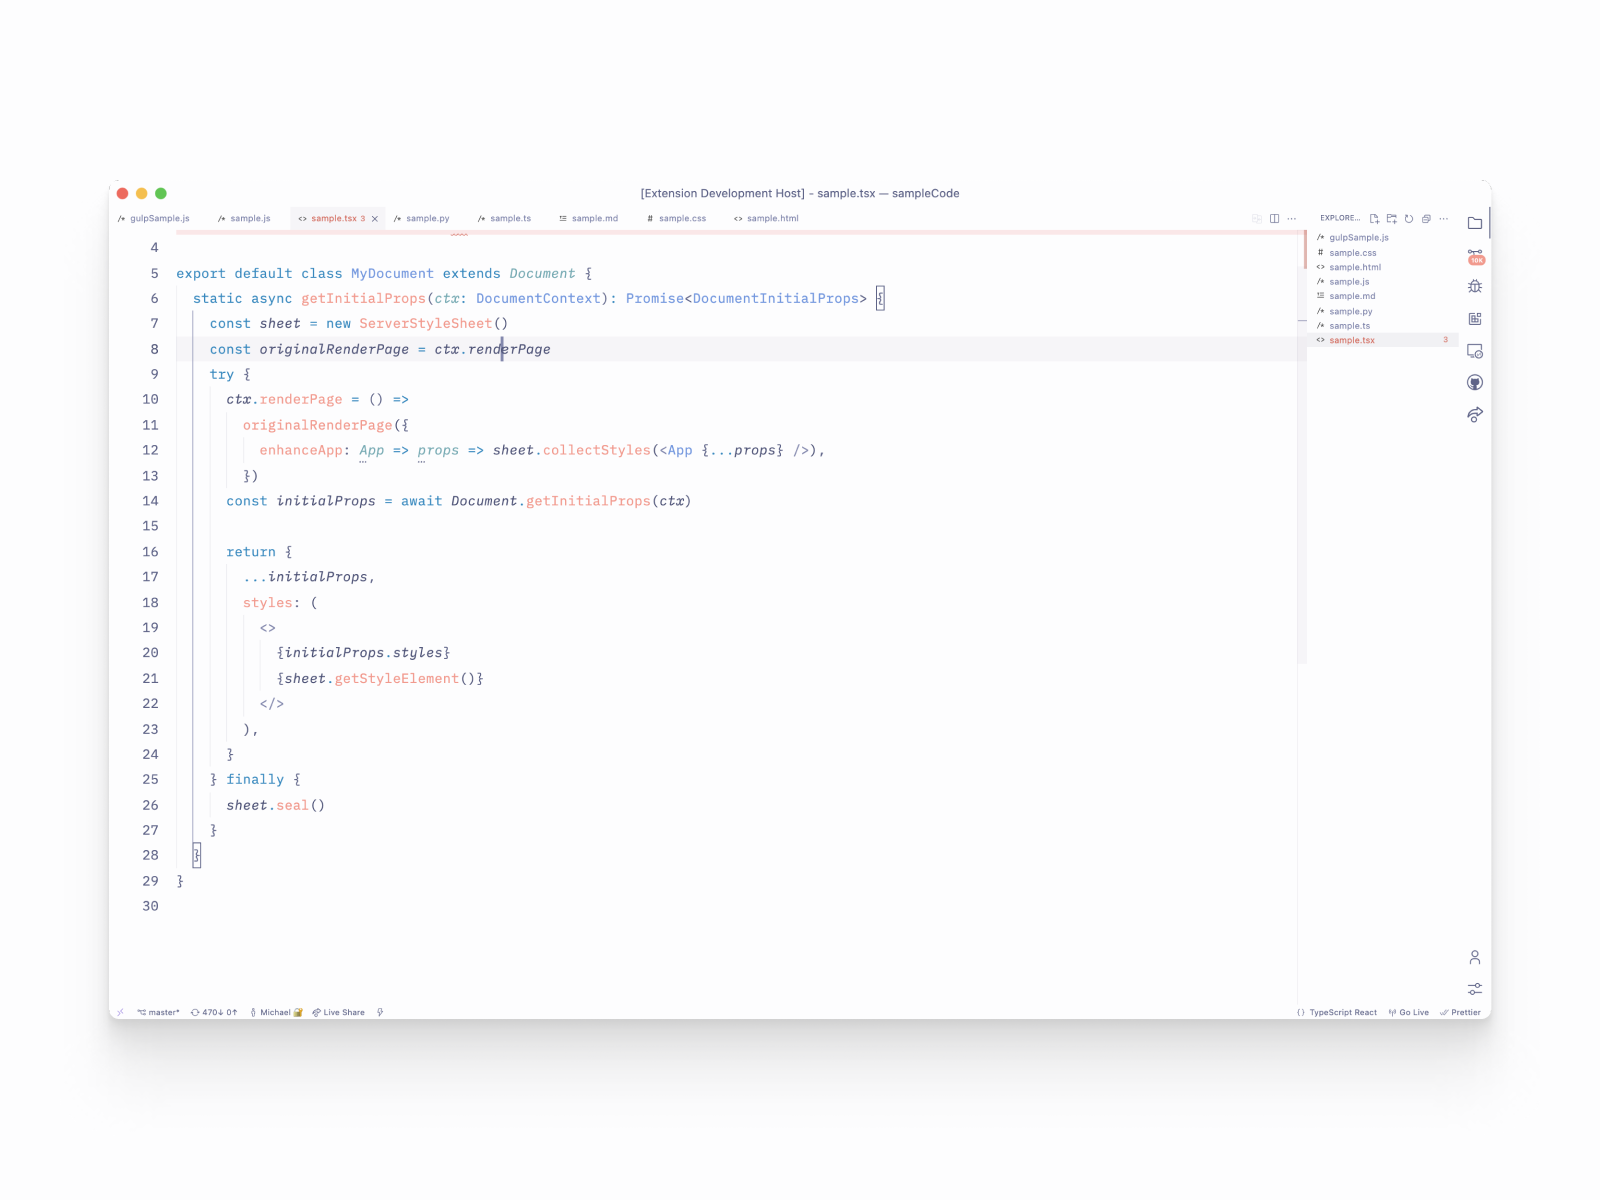 [Extension Development Host] - sample.tsx — sampleCode
/* gulpSample.js /* sample.js <> sample.tsx 3 × /* sample.py /* sample.ts sample.md # sample.css <> sample.html ···
4
5 export default class MyDocument extends Document {
6 static async getInitialProps(ctx: DocumentContext): Promise<DocumentInitialProps> {
7 const sheet = new ServerStyleSheet()
8 const originalRenderPage = ctx.renderPage
9 try {
10 ctx.renderPage = () =>
11 originalRenderPage({
12 enhanceApp: App => props => sheet.collectStyles(<App {...props} />),
13 })
14 const initialProps = await Document.getInitialProps(ctx)
15
16 return {
17 ...initialProps,
18 styles: (
19 <>
20 {initialProps.styles}
21 {sheet.getStyleElement()}
22 </>
23 ),
24 }
25 } finally {
26 sheet.seal()
27 }
28 }
29 }
30
EXPLORE... ···
/* gulpSample.js
# sample.css
<> sample.html
/* sample.js
sample.md
/* sample.py
/* sample.ts
<> sample.tsx 3
10K
master* 470↓ 0↑ Michael Live Share
{} TypeScript React Go Live Prettier